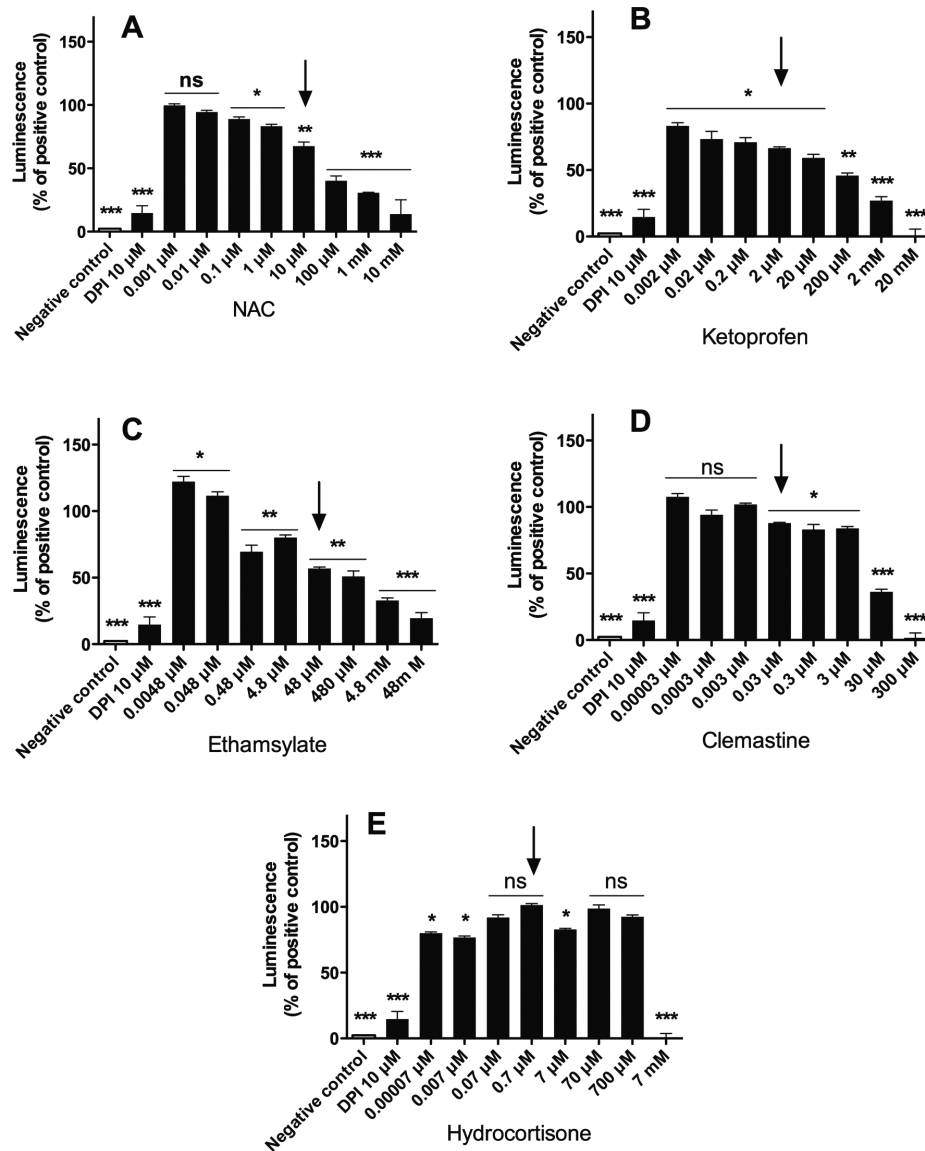 A
Luminescence
(% of positive control)
150
100
50
0
ns
*
**
***
***
***
Negative control
DPI 10 µM
0.001 µM
0.01 µM
0.1 µM
1 µM
10 µM
100 µM
1 mM
10 mM
NAC
B
Luminescence
(% of positive control)
150
100
50
0
*
**
***
***
***
***
Negative control
DPI 10 µM
0.002 µM
0.02 µM
0.2 µM
2 µM
20 µM
200 µM
2 mM
20 mM
Ketoprofen
C
Luminescence
(% of positive control)
150
100
50
0
*
**
**
***
***
***
Negative control
DPI 10 µM
0.0048 µM
0.048 µM
0.48 µM
4.8 µM
48 µM
480 µM
4.8 mM
48m M
Ethamsylate
D
Luminescence
(% of positive control)
150
100
50
0
ns
*
***
***
***
***
Negative control
DPI 10 µM
0.00003 µM
0.0003 µM
0.003 µM
0.03 µM
0.3 µM
3 µM
30 µM
300 µM
Clemastine
E
Luminescence
(% of positive control)
150
100
50
0
ns
ns
*
*
*
***
***
***
Negative control
DPI 10 µM
0.00007 µM
0.007 µM
0.07 µM
0.7 µM
7 µM
70 µM
700 µM
7 mM
Hydrocortisone